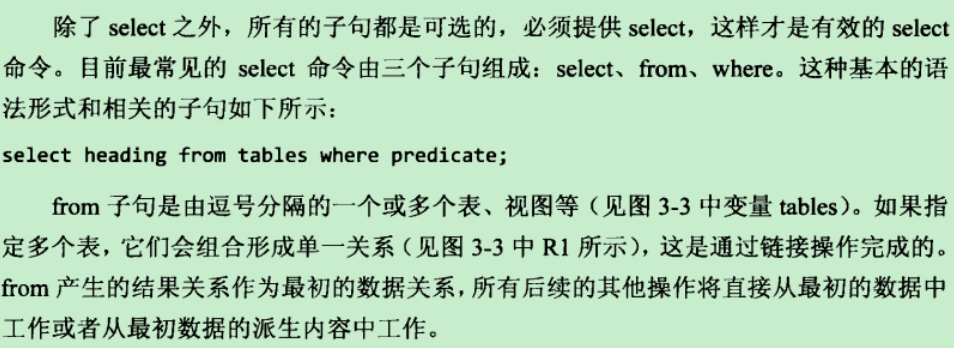 除了 select 之外，所有的子句都是可选的，必须提供 select，这样才是有效的 select
命令。目前最常见的 select 命令由三个子句组成：select、from、where。这种基本的语
法形式和相关的子句如下所示：
select heading from tables where predicate;
from 子句是由逗号分隔的一个或多个表、视图等（见图 3-3 中变量 tables）。如果指
定多个表，它们会组合形成单一关系（见图 3-3 中 R1 所示），这是通过链接操作完成的。
from 产生的结果关系作为最初的数据关系，所有后续的其他操作将直接从最初的数据中
工作或者从最初数据的派生内容中工作。